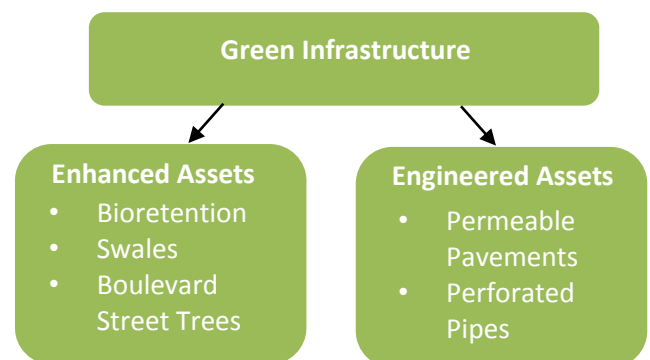 Green Infrastructure
Enhanced Assets
• Bioretention
• Swales
• Boulevard
Street Trees
Engineered Assets
• Permeable
Pavements
• Perforated
Pipes